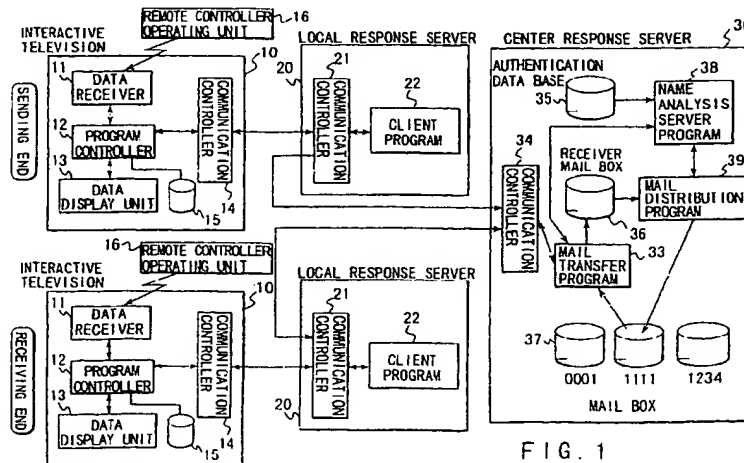 REMOTE CONTROLLER
OPERATING UNIT
16
INTERACTIVE
TELEVISION
10
11
DATA
RECEIVER
12
PROGRAM
CONTROLLER
13
DATA
DISPLAY UNIT
15
COMMUNICATION
CONTROLLER
14
SENDING END
LOCAL RESPONSE SERVER
20
21
COMMUNICATION
CONTROLLER
22
CLIENT
PROGRAM
CENTER RESPONSE SERVER
30
AUTHENTICATION
DATA BASE
35
38
NAME
ANALYSIS
SERVER
PROGRAM
34
COMMUNICATION
CONTROLLER
RECEIVER
MAIL BOX
36
39
MAIL
DISTRIBUTION
PROGRAM
MAIL
TRANSFER
PROGRAM
33
37
0001
1111
1234
MAIL BOX
16
REMOTE CONTROLLER
OPERATING UNIT
INTERACTIVE
TELEVISION
10
11
DATA
RECEIVER
12
PROGRAM
CONTROLLER
13
DATA
DISPLAY UNIT
15
COMMUNICATION
CONTROLLER
14
RECEIVING END
LOCAL RESPONSE SERVER
20
21
COMMUNICATION
CONTROLLER
22
CLIENT
PROGRAM
FIG. 1